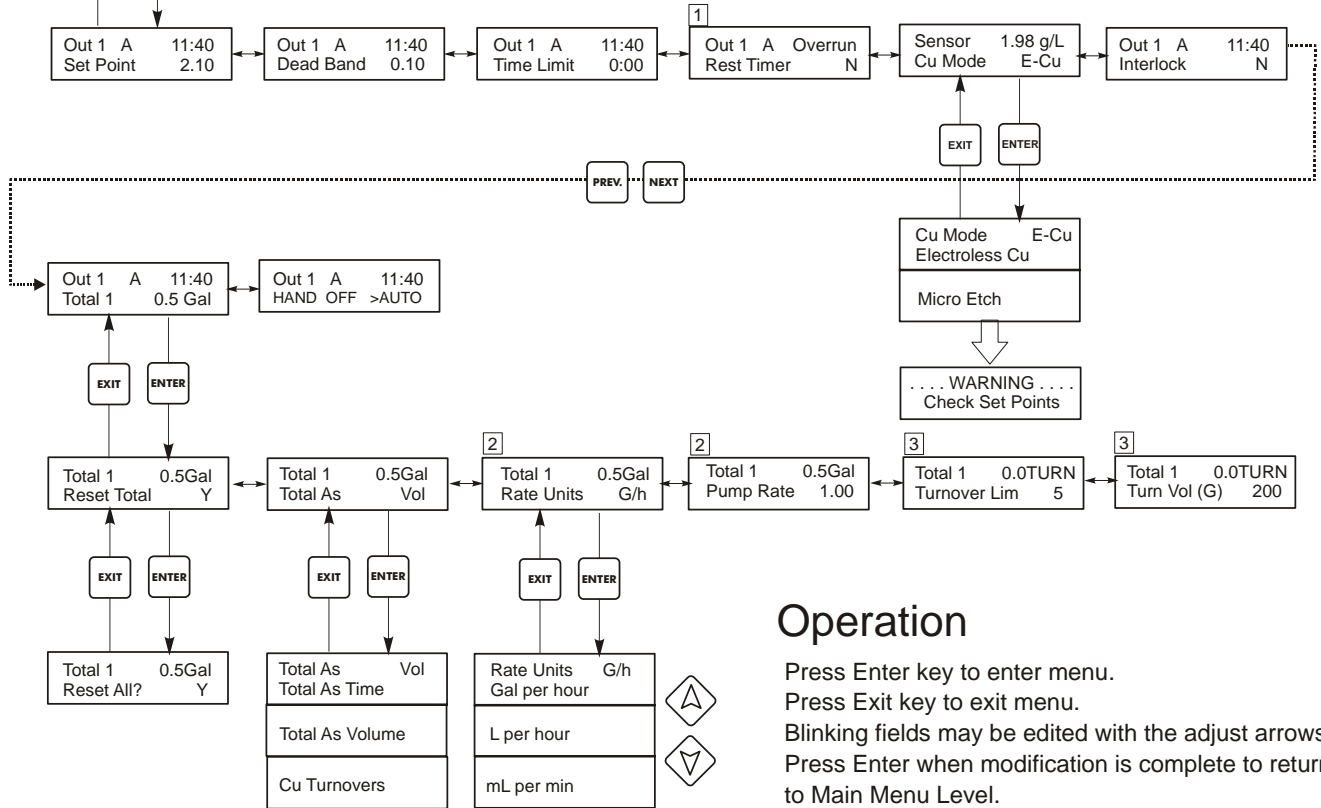 1
Out 1 A 11:40
Set Point 2.10
Out 1 A 11:40
Dead Band 0.10
Out 1 A 11:40
Time Limit 0:00
Out 1 A Overrun
Rest Timer N
Sensor 1.98 g/L
Cu Mode E-Cu
Out 1 A 11:40
Interlock N
EXIT
ENTER
PREV.
NEXT
Cu Mode E-Cu
Electroless Cu
Micro Etch
. . . . WARNING . . . .
Check Set Points
Out 1 A 11:40
Total 1 0.5 Gal
Out 1 A 11:40
HAND OFF >AUTO
EXIT
ENTER
Total 1 0.5Gal
Reset Total Y
Total 1 0.5Gal
Total As Vol
2
Total 1 0.5Gal
Rate Units G/h
2
Total 1 0.5Gal
Pump Rate 1.00
3
Total 1 0.0TURN
Turnover Lim 5
3
Total 1 0.0TURN
Turn Vol (G) 200
EXIT
ENTER
EXIT
ENTER
EXIT
ENTER
Total 1 0.5Gal
Reset All? Y
Total As Vol
Total As Time
Total As Volume
Cu Turnovers
Rate Units G/h
Gal per hour
L per hour
mL per min
Operation
Press Enter key to enter menu.
Press Exit key to exit menu.
Blinking fields may be edited with the adjust arrows
Press Enter when modification is complete to return
to Main Menu Level.